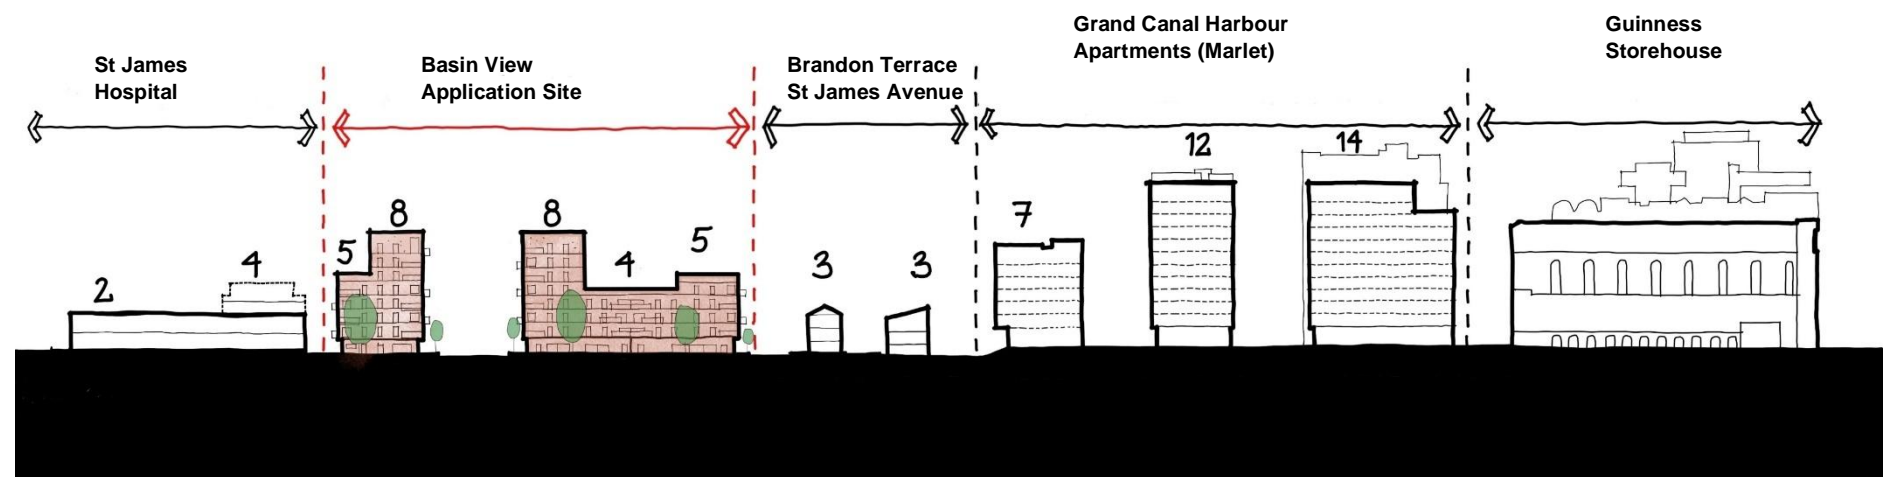 St James
Hospital
Basin View
Application Site
Brandon Terrace
St James Avenue
Grand Canal Harbour
Apartments (Marlet)
Guinness
Storehouse
2
4
5
8
8
4
5
3
3
7
12
14